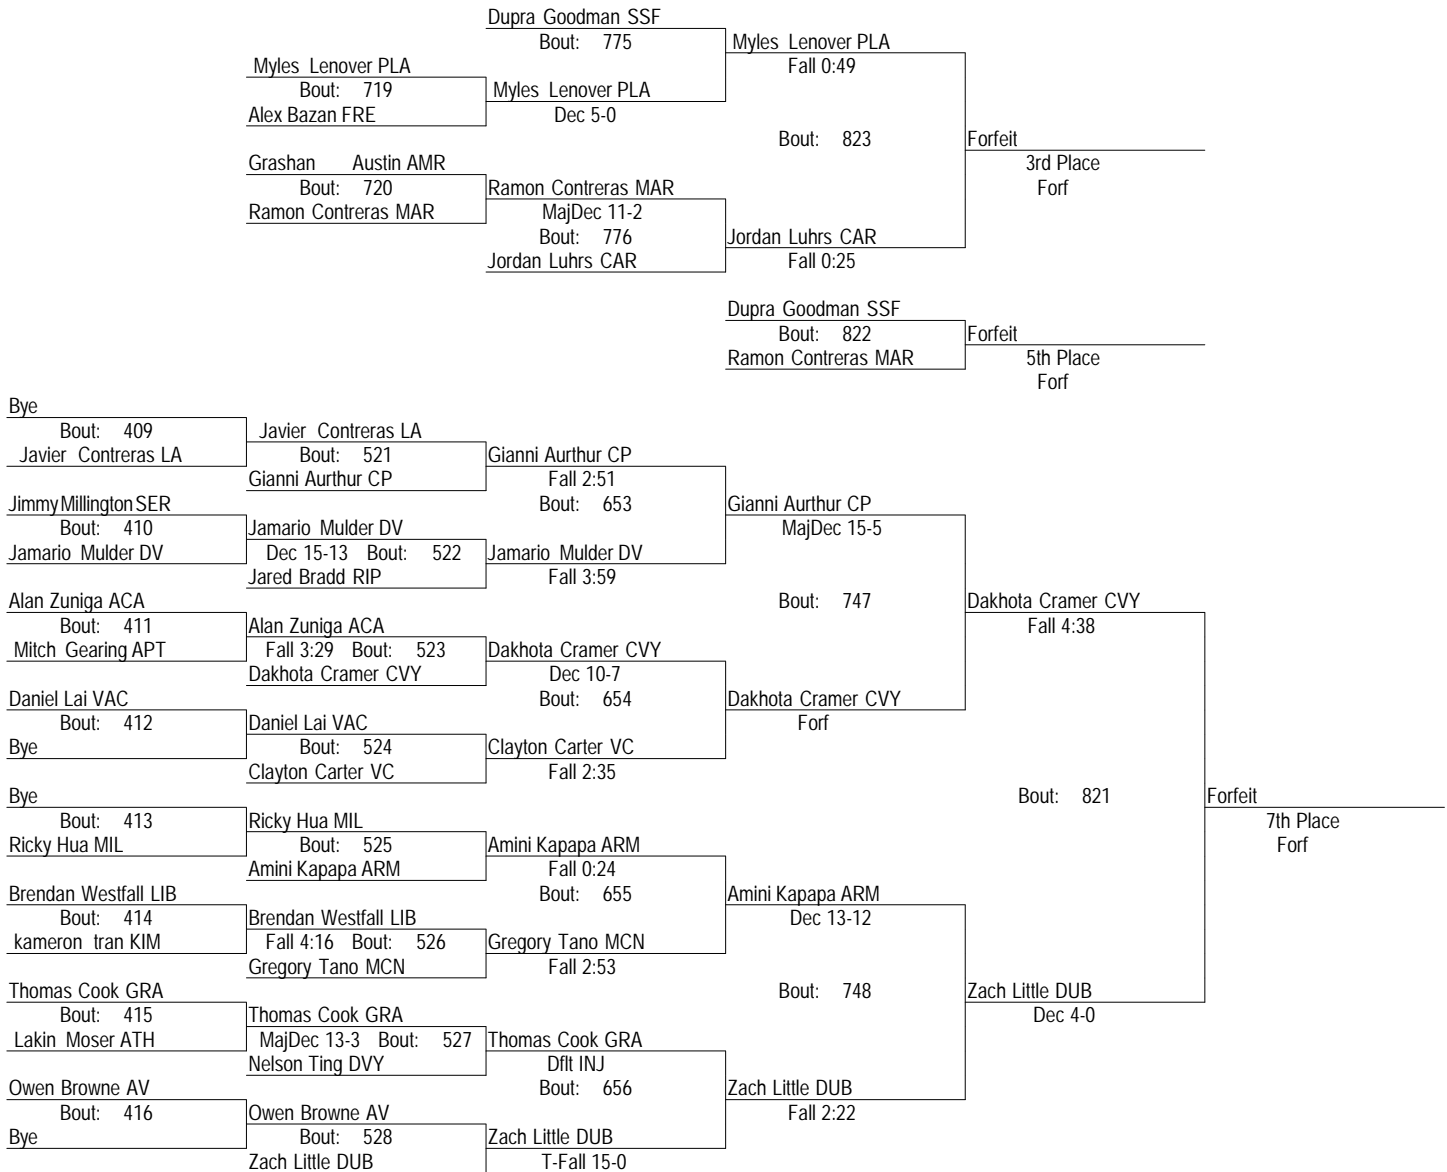 Dupra Goodman SSF
Bout: 775
Myles Lenover PLA
Fall 0:49
Myles Lenover PLA
Bout: 719
Myles Lenover PLA
Alex Bazan FRE
Dec 5-0
Bout: 823
Forfeit
3rd Place
Forf
Grashan Austin AMR
Bout: 720
Ramon Contreras MAR
Ramon Contreras MAR
MajDec 11-2
Bout: 776
Jordan Luhrs CAR
Jordan Luhrs CAR
Fall 0:25
Dupra Goodman SSF
Bout: 822
Forfeit
Ramon Contreras MAR
5th Place
Forf
Bye
Bout: 409
Javier Contreras LA
Javier Contreras LA
Bout: 521
Gianni Aurthur CP
Gianni Aurthur CP
Fall 2:51
Bout: 653
Gianni Aurthur CP
MajDec 15-5
Jimmy Millington SER
Bout: 410
Jamario Mulder DV
Jamario Mulder DV
Dec 15-13 Bout: 522
Jamario Mulder DV
Jared Bradd RIP
Fall 3:59
Bout: 747
Dakhota Cramer CVY
Fall 4:38
Alan Zuniga ACA
Bout: 411
Alan Zuniga ACA
Mitch Gearing APT
Fall 3:29 Bout: 523
Dakhota Cramer CVY
Dakhota Cramer CVY
Dec 10-7
Bout: 654
Dakhota Cramer CVY
Forf
Daniel Lai VAC
Bout: 412
Daniel Lai VAC
Bye
Bout: 524
Clayton Carter VC
Clayton Carter VC
Fall 2:35
Bout: 821
Forfeit
7th Place
Forf
Bye
Bout: 413
Ricky Hua MIL
Ricky Hua MIL
Bout: 525
Amini Kapapa ARM
Amini Kapapa ARM
Fall 0:24
Bout: 655
Amini Kapapa ARM
Dec 13-12
Brendan Westfall LIB
Bout: 414
Brendan Westfall LIB
kameron tran KIM
Fall 4:16 Bout: 526
Gregory Tano MCN
Gregory Tano MCN
Fall 2:53
Bout: 748
Zach Little DUB
Dec 4-0
Thomas Cook GRA
Bout: 415
Thomas Cook GRA
Lakin Moser ATH
MajDec 13-3 Bout: 527
Thomas Cook GRA
Nelson Ting DVY
Dflt INJ
Bout: 656
Zach Little DUB
Fall 2:22
Owen Browne AV
Bout: 416
Owen Browne AV
Bye
Bout: 528
Zach Little DUB
Zach Little DUB
T-Fall 15-0